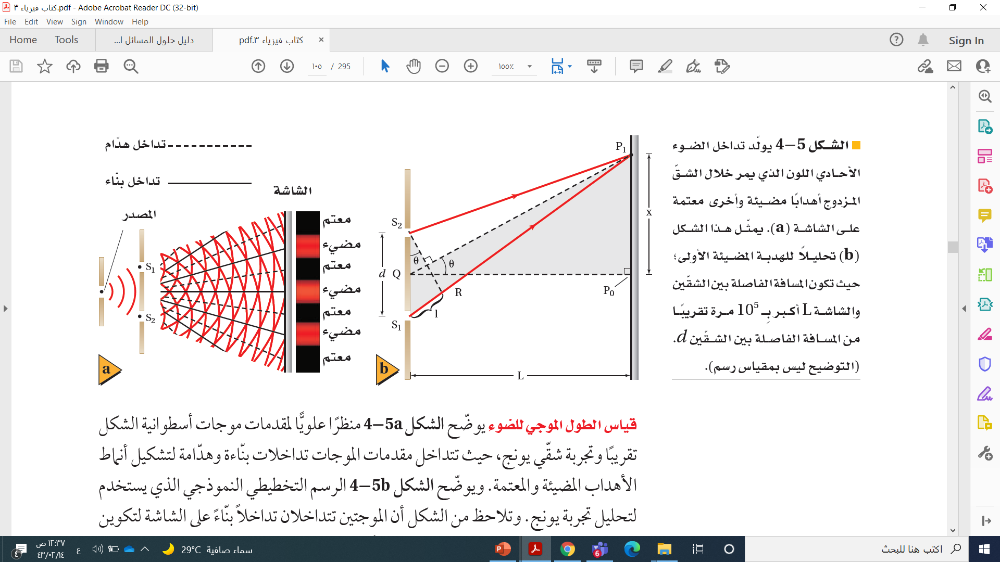 كتاب فيزياء ٣.pdf - Adobe Acrobat Reader DC (32-bit)
File Edit View Sign Window Help
Home Tools
دليل حلول المسائل ا...
كتاب فيزياء ٣.pdf ×
Sign In
١٠٥ / 295
١٥٥٪
تداخل هدّام
تداخل بنّاء
الشاشة
المصدر
معتم
مضيء
معتم
مضيء
معتم
مضيء
معتم
S1
S2
a
P1
x
S2
θ
θ
d
Q
R
P0
l
S1
L
b
الشكل 5–4 يولّد تداخل الضوء
الأحادي اللون الذي يمر خلال الشقّ
المزدوج أهدابًا مضيئة وأخرى معتمة
على الشاشة (a). يمثّل هذا الشكل
(b) تحليلاً للهدبة المضيئة الأولى؛
حيث تكون المسافة الفاصلة بين الشقّين
والشاشة L أكبر بِـ 10⁵ مرة تقريبًا
من المسافة الفاصلة بين الشقّين d.
(التوضيح ليس بمقياس رسم).
قياس الطول الموجي للضوء يوضّح الشكل 4–5a منظرًا علويًّا لمقدمات موجات أسطوانية الشكل
تقريبًا وتجربة شقّي يونج، حيث تتداخل مقدمات الموجات تداخلات بنّاءة وهدّامة لتشكيل أنماط
الأهداب المضيئة والمعتمة. ويوضّح الشكل 4–5b الرسم التخطيطي النموذجي الذي يستخدم
لتحليل تجربة يونج. وتلاحظ من الشكل أن الموجتين تتداخلان تداخلاً بنّاءً على الشاشة لتكوين
١٢:٣٧ ص
٤٣/٠٢/١٤
٤
ع
29°C سماء صافية
6
اكتب هنا للبحث